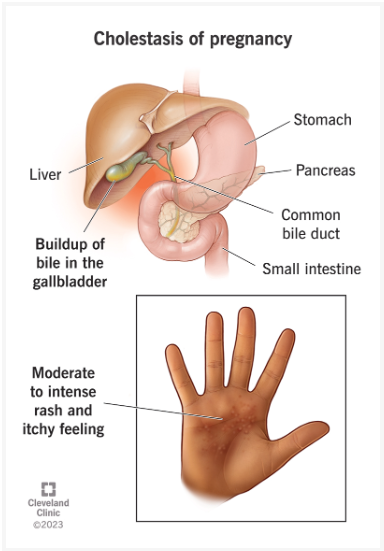 Cholestasis of pregnancy
Stomach
Liver
Pancreas
Common
bile duct
Buildup of
bile in the
gallbladder
Small intestine
Moderate
to intense
rash and
itchy feeling
Cleveland
Clinic
©2023